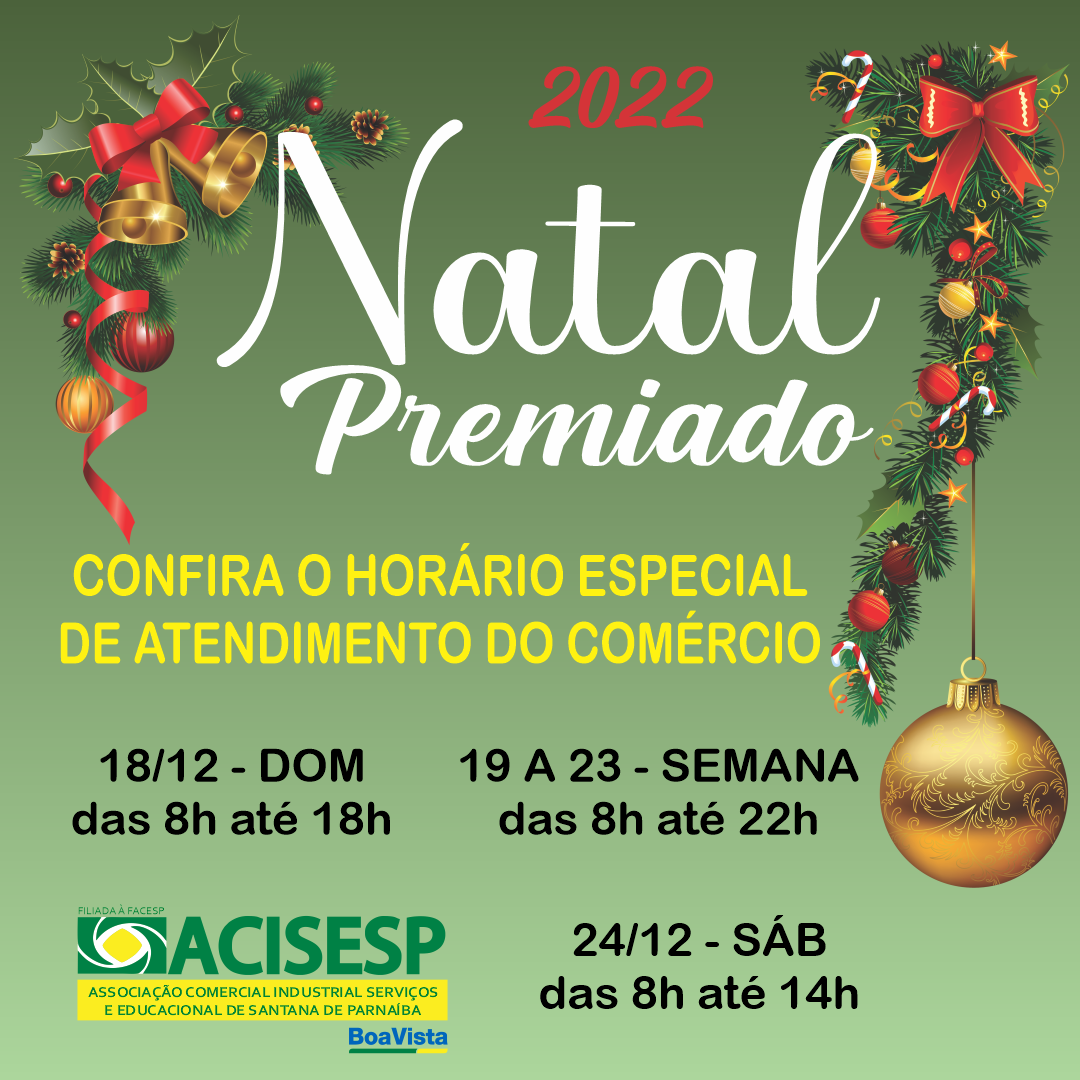 2022
Natal
Premiado
CONFIRA O HORÁRIO ESPECIAL
DE ATENDIMENTO DO COMÉRCIO
18/12 - DOM
das 8h até 18h
19 A 23 - SEMANA
das 8h até 22h
24/12 - SÁB
das 8h até 14h
FILIADA À FACESP
ACISESP
ASSOCIAÇÃO COMERCIAL INDUSTRIAL SERVIÇOS
E EDUCACIONAL DE SANTANA DE PARNAÍBA
BoaVista